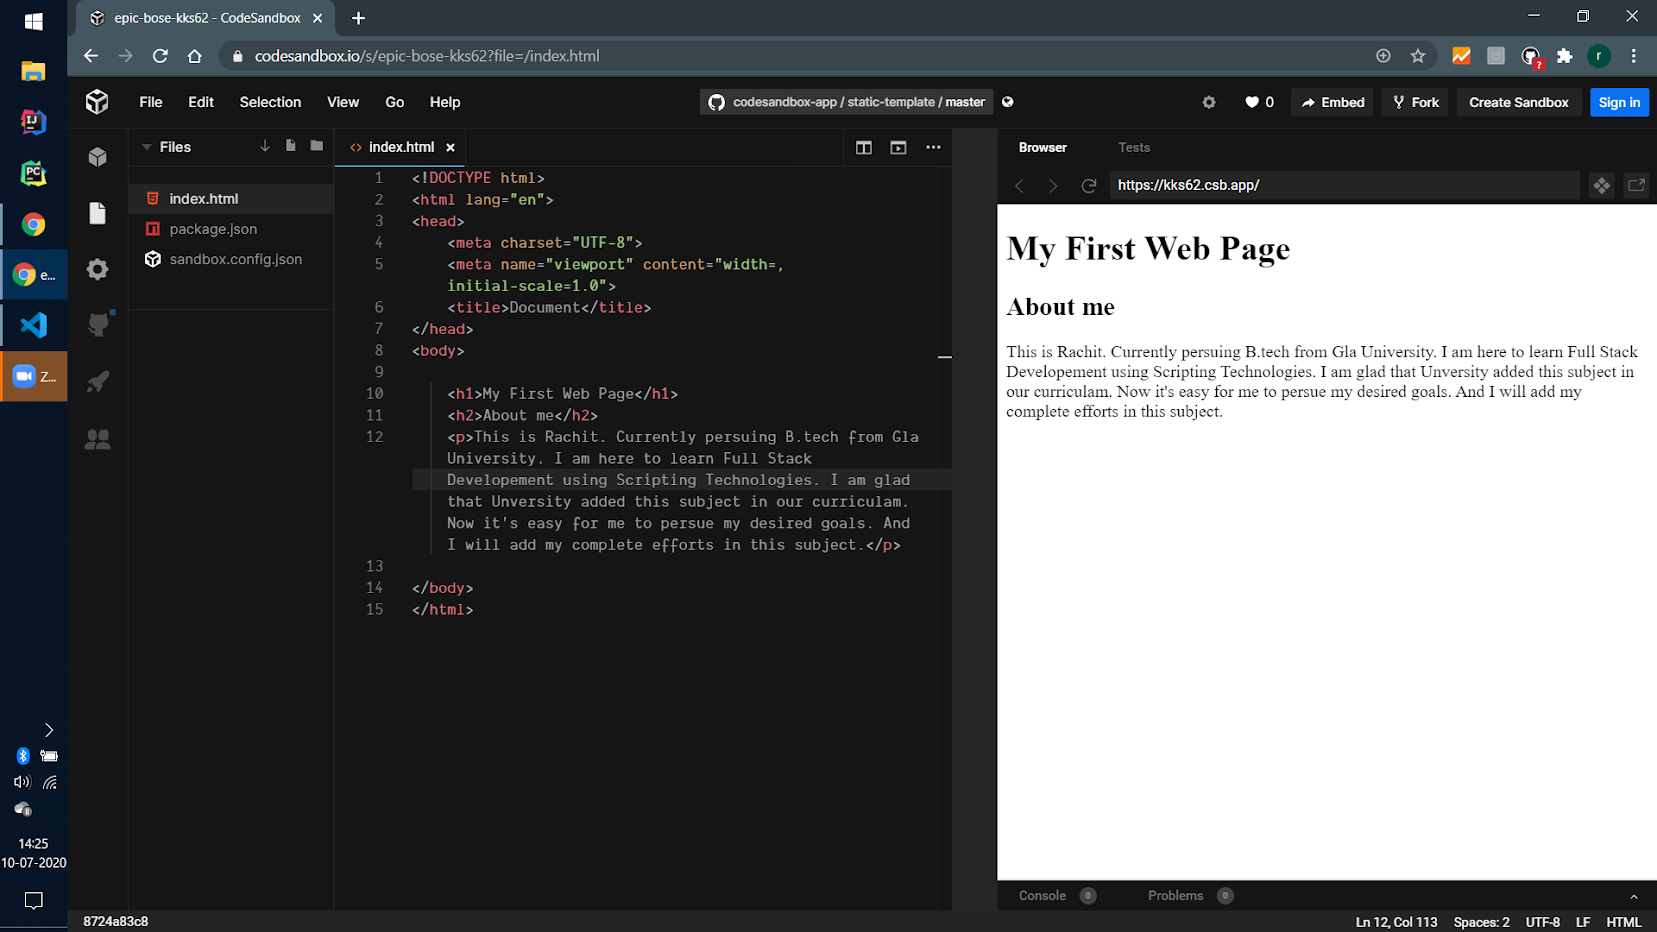 epic-bose-kks62 - CodeSandbox
codesandbox.io/s/epic-bose-kks62?file=/index.html
File Edit Selection View Go Help
codesandbox-app / static-template / master
0 Embed Fork Create Sandbox Sign in
Files
index.html
package.json
sandbox.config.json
index.html
1 <!DOCTYPE html>
2 <html lang="en">
3 <head>
4 <meta charset="UTF-8">
5 <meta name="viewport" content="width=,
initial-scale=1.0">
6 <title>Document</title>
7 </head>
8 <body>
9
10 <h1>My First Web Page</h1>
11 <h2>About me</h2>
12 <p>This is Rachit. Currently persuing B.tech from Gla
University. I am here to learn Full Stack
Developement using Scripting Technologies. I am glad
that Unversity added this subject in our curriculam.
Now it's easy for me to persue my desired goals. And
I will add my complete efforts in this subject.</p>
13
14 </body>
15 </html>
Browser Tests
https://kks62.csb.app/
My First Web Page
About me
This is Rachit. Currently persuing B.tech from Gla University. I am here to learn Full Stack
Developement using Scripting Technologies. I am glad that Unversity added this subject in
our curriculam. Now it's easy for me to persue my desired goals. And I will add my
complete efforts in this subject.
Console 0 Problems 0
8724a83c8
Ln 12, Col 113 Spaces: 2 UTF-8 LF HTML
IJ
PC
e...
Z...
14:25
10-07-2020
r
?